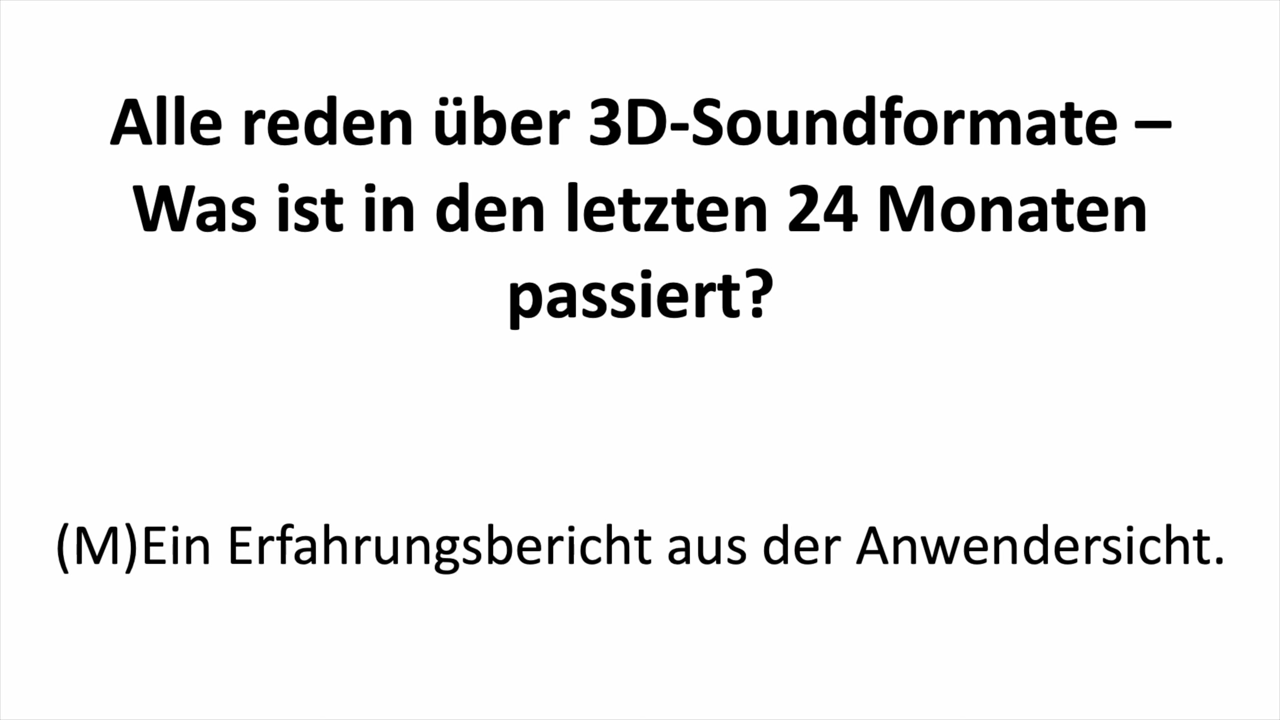 Alle reden über 3D-Soundformate –
Was ist in den letzten 24 Monaten
passiert?
(M)Ein Erfahrungsbericht aus der Anwendersicht.